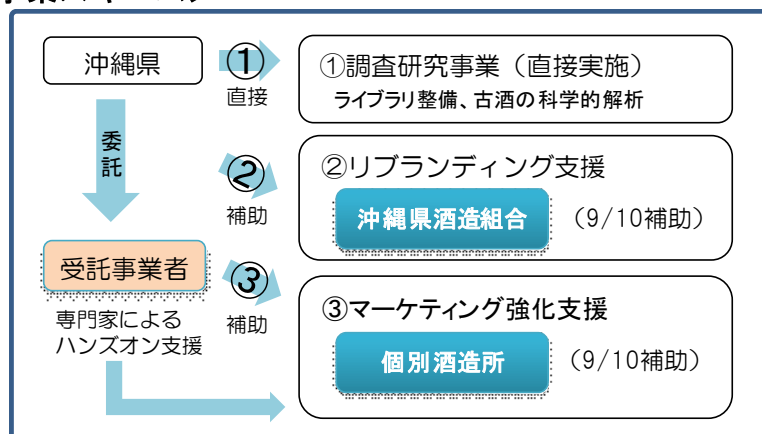 沖縄県
①
直接
①調査研究事業（直接実施）
ライブラリ整備、古酒の科学的解析
委託
②
補助
②リブランディング支援
沖縄県酒造組合
（9/10補助）
受託事業者
専門家による
ハンズオン支援
③
補助
③マーケティング強化支援
個別酒造所
（9/10補助）